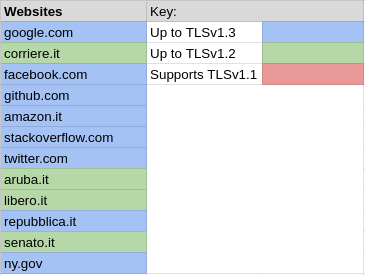 Websites Key:
google.com Up to TLSv1.3
corriere.it Up to TLSv1.2
facebook.com Supports TLSv1.1
github.com
amazon.it
stackoverflow.com
twitter.com
aruba.it
libero.it
repubblica.it
senato.it
ny.gov